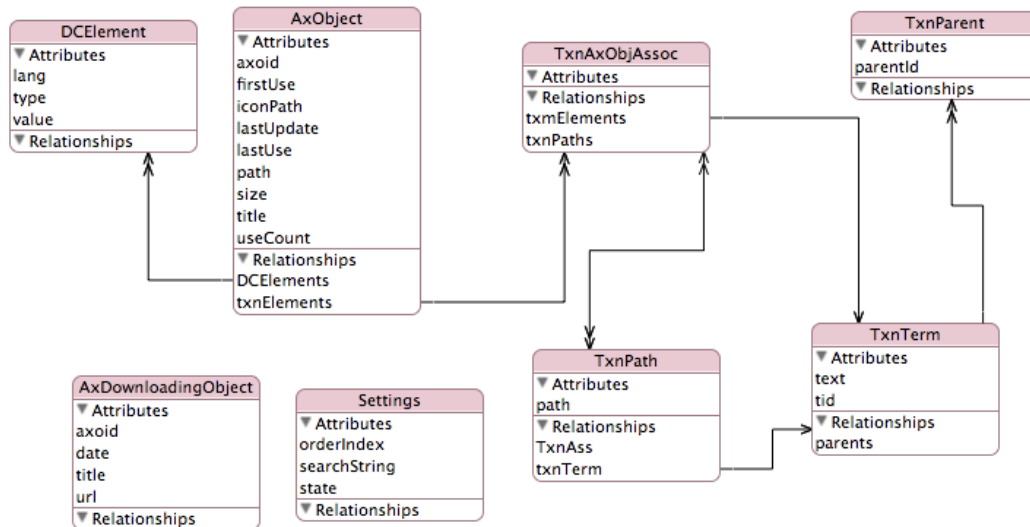 DCElement
Attributes
lang
type
value
Relationships
AxObject
Attributes
axoid
firstUse
iconPath
lastUpdate
lastUse
path
size
title
useCount
Relationships
DCElements
txnElements
TxnAxObjAssoc
Attributes
Relationships
txmElements
txnPaths
TxnParent
Attributes
parentId
Relationships
AxDownloadingObject
Attributes
axoid
date
title
url
Relationships
Settings
Attributes
orderIndex
searchString
state
Relationships
TxnPath
Attributes
path
Relationships
TxnAss
txnTerm
TxnTerm
Attributes
text
tid
Relationships
parents